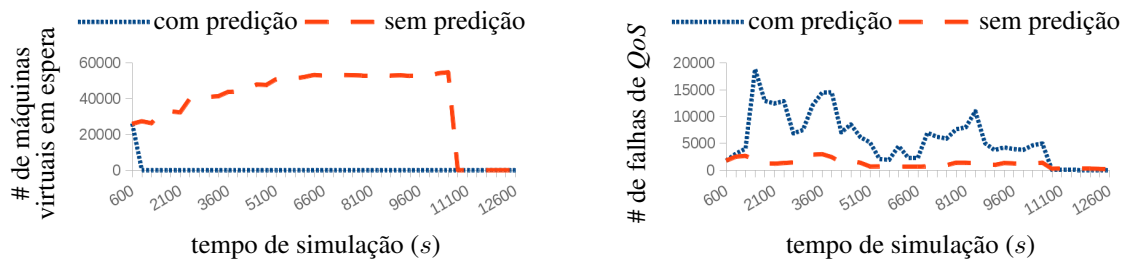 com predição sem predição
# de máquinas
virtuais em espera
60000
40000
20000
0
600 2100 3600 5100 6600 8100 9600 11100 12600
tempo de simulação (s)
com predição sem predição
# de falhas de QoS
20000
15000
10000
5000
0
600 2100 3600 5100 6600 8100 9600 11100 12600
tempo de simulação (s)